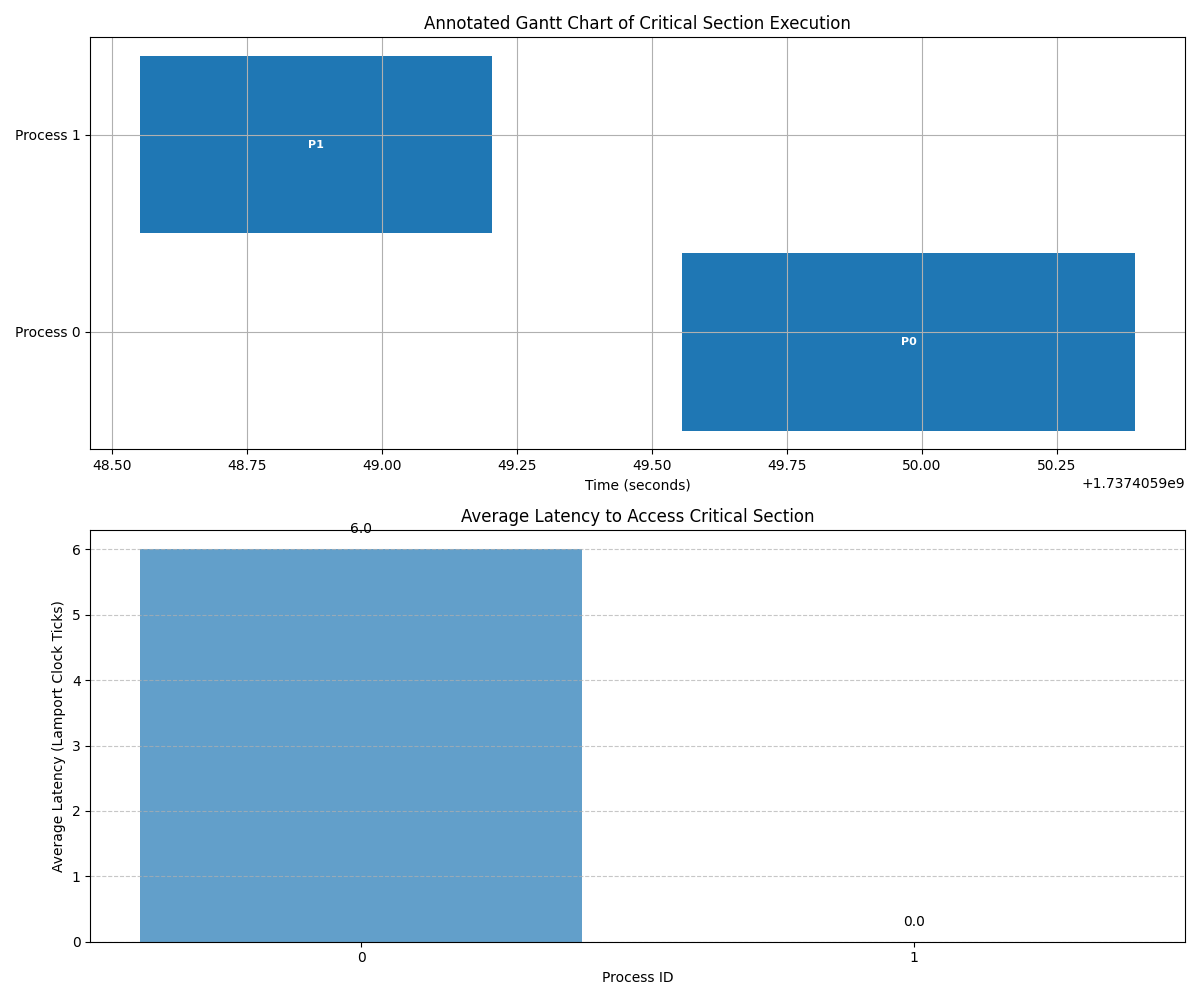 Annotated Gantt Chart of Critical Section Execution
Process 1
P1
Process 0
P0
48.50 48.75 49.00 49.25 49.50 49.75 50.00 50.25
Time (seconds)
+1.7374059e9
Average Latency to Access Critical Section
6.0
Average Latency (Lamport Clock Ticks)
6
5
4
3
2
1
0
0.0
0 1
Process ID